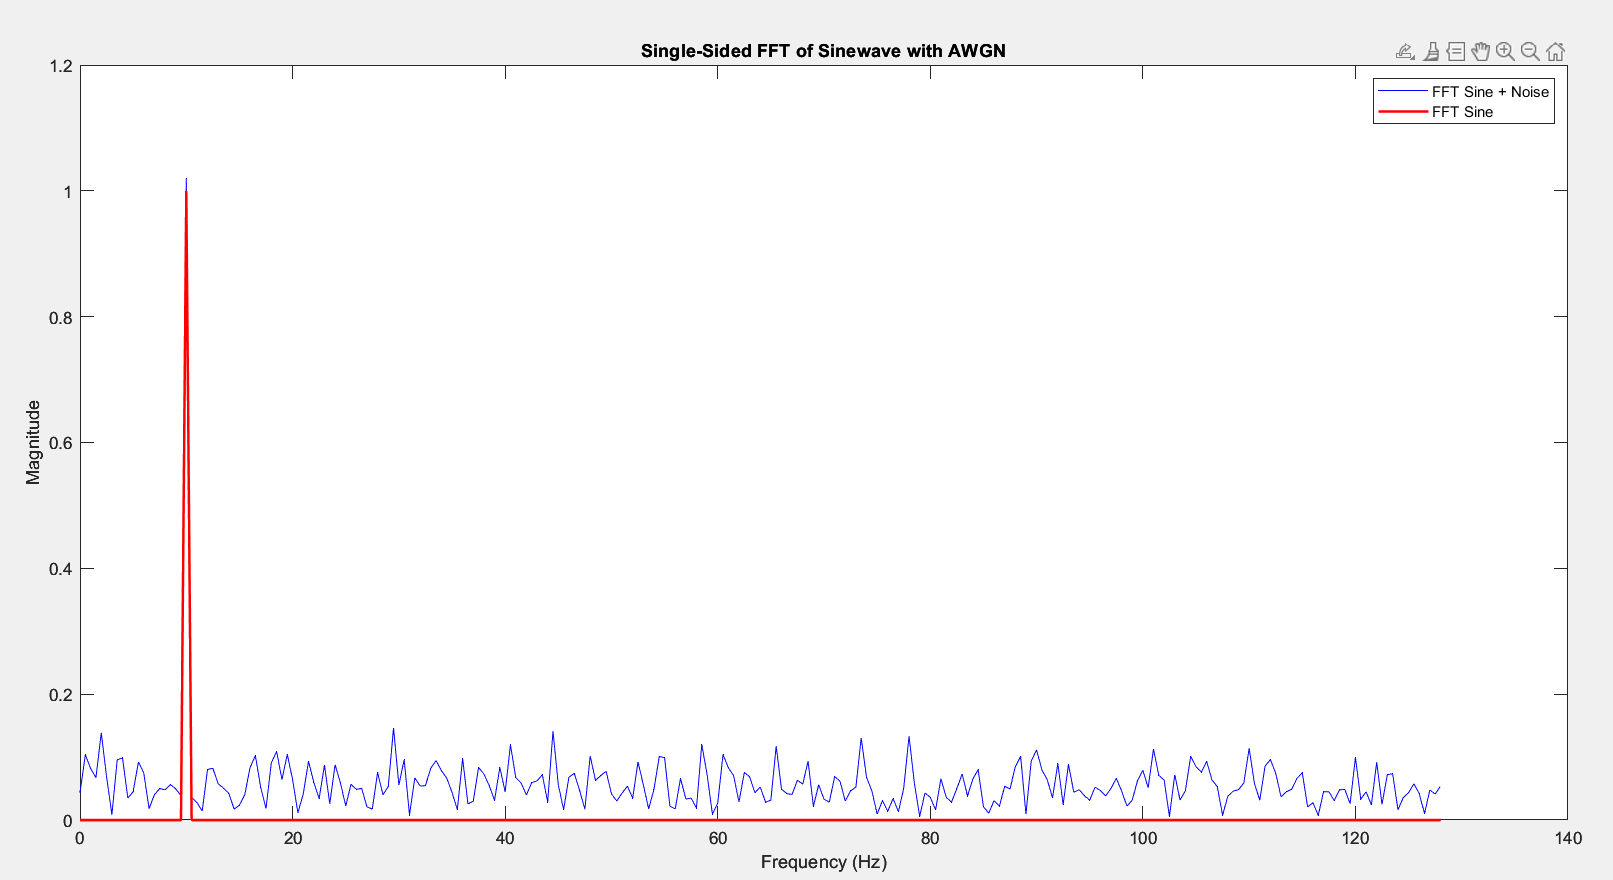 Single-Sided FFT of Sinewave with AWGN
FFT Sine + Noise
FFT Sine
Magnitude
1.2
1
0.8
0.6
0.4
0.2
0
0 20 40 60 80 100 120 140
Frequency (Hz)